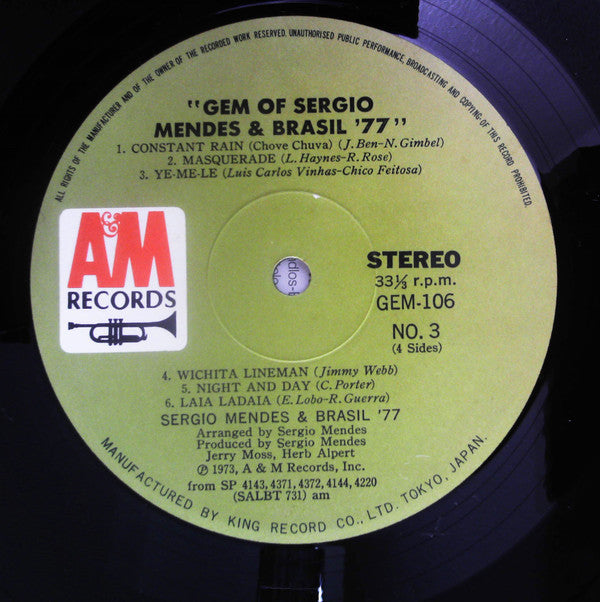 ALL RIGHTS OF THE MANUFACTURER AND OF THE OWNER OF THE RECORDED WORK RESERVED. UNAUTHORISED PUBLIC PERFORMANCE, BROADCASTING AND COPYING OF THIS RECORD PROHIBITED.
"GEM OF SERGIO
MENDES & BRASIL '77"
1. CONSTANT RAIN (Chove Chuva) (J. Ben-N. Gimbel)
2. MASQUERADE (L. Haynes-R. Rose)
3. YE-ME-LE (Luis Carlos Vinhas-Chico Feitosa)
A&M
RECORDS
STEREO
33⅓ r.p.m.
GEM-106
NO. 3
(4 Sides)
4. WICHITA LINEMAN (Jimmy Webb)
5. NIGHT AND DAY (C. Porter)
6. LAIA LADAIA (E. Lobo-R. Guerra)
SERGIO MENDES & BRASIL '77
Arranged by Sergio Mendes
Produced by Sergio Mendes
Jerry Moss, Herb Alpert
℗ 1973, A & M Records, Inc.
from SP 4143, 4371, 4372, 4144, 4220
(SALBT 731) am
MANUFACTURED BY KING RECORD CO., LTD. TOKYO, JAPAN.